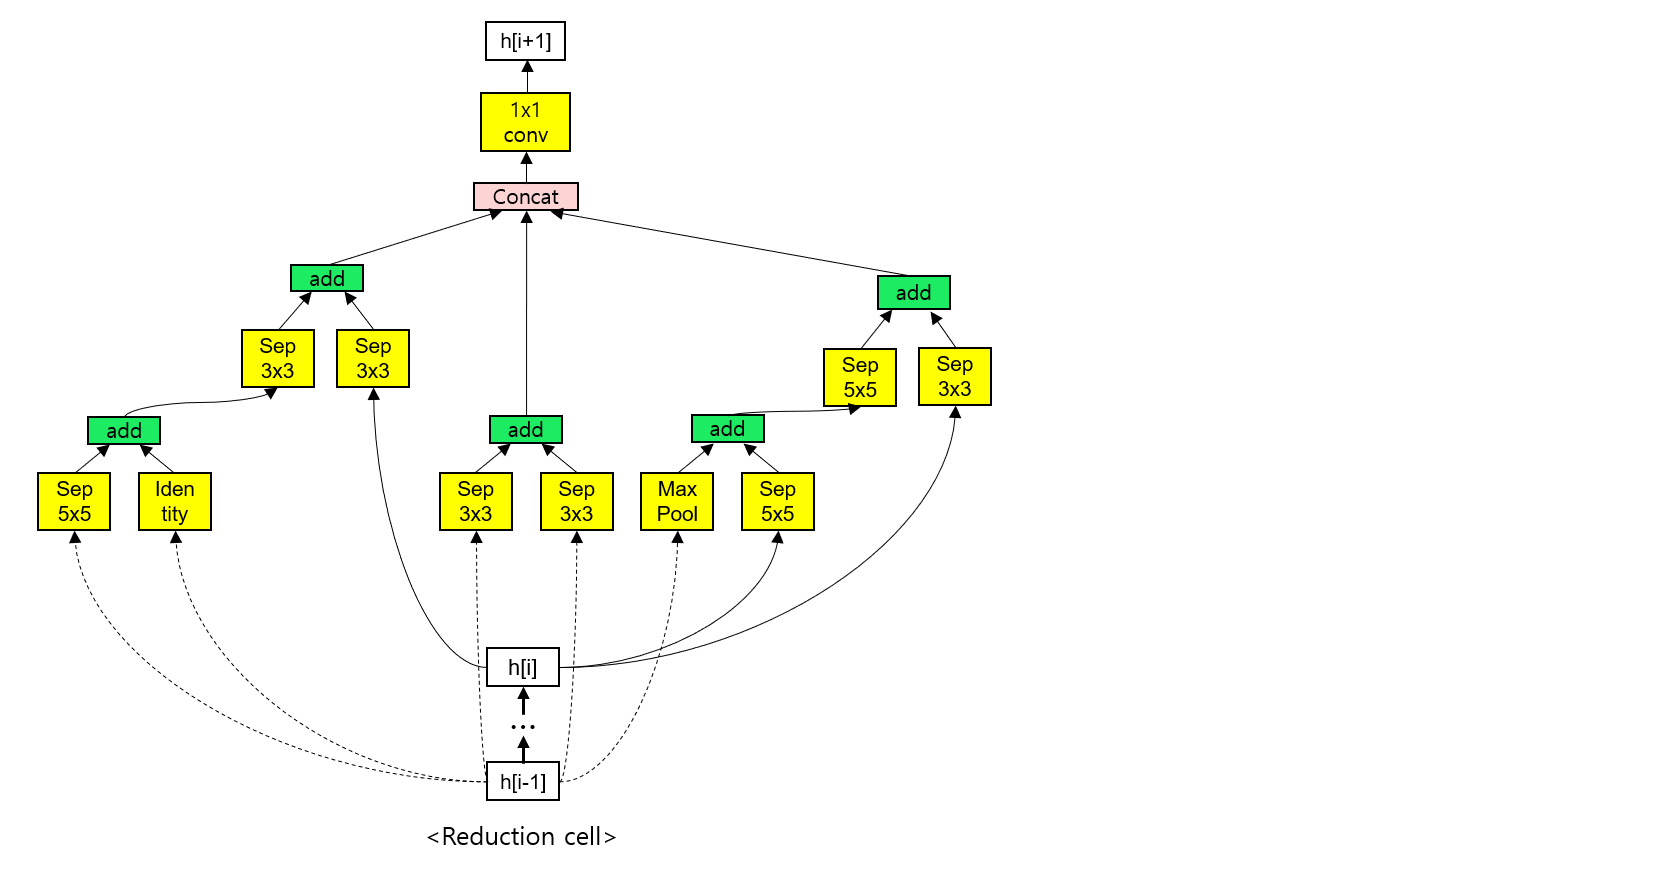 h[i+1]
1x1
conv
Concat
add
add
Sep
3x3
Sep
3x3
Sep
5x5
Sep
3x3
add
add
add
Sep
5x5
Iden
tity
Sep
3x3
Sep
3x3
Max
Pool
Sep
5x5
h[i]
...
h[i-1]
<Reduction cell>